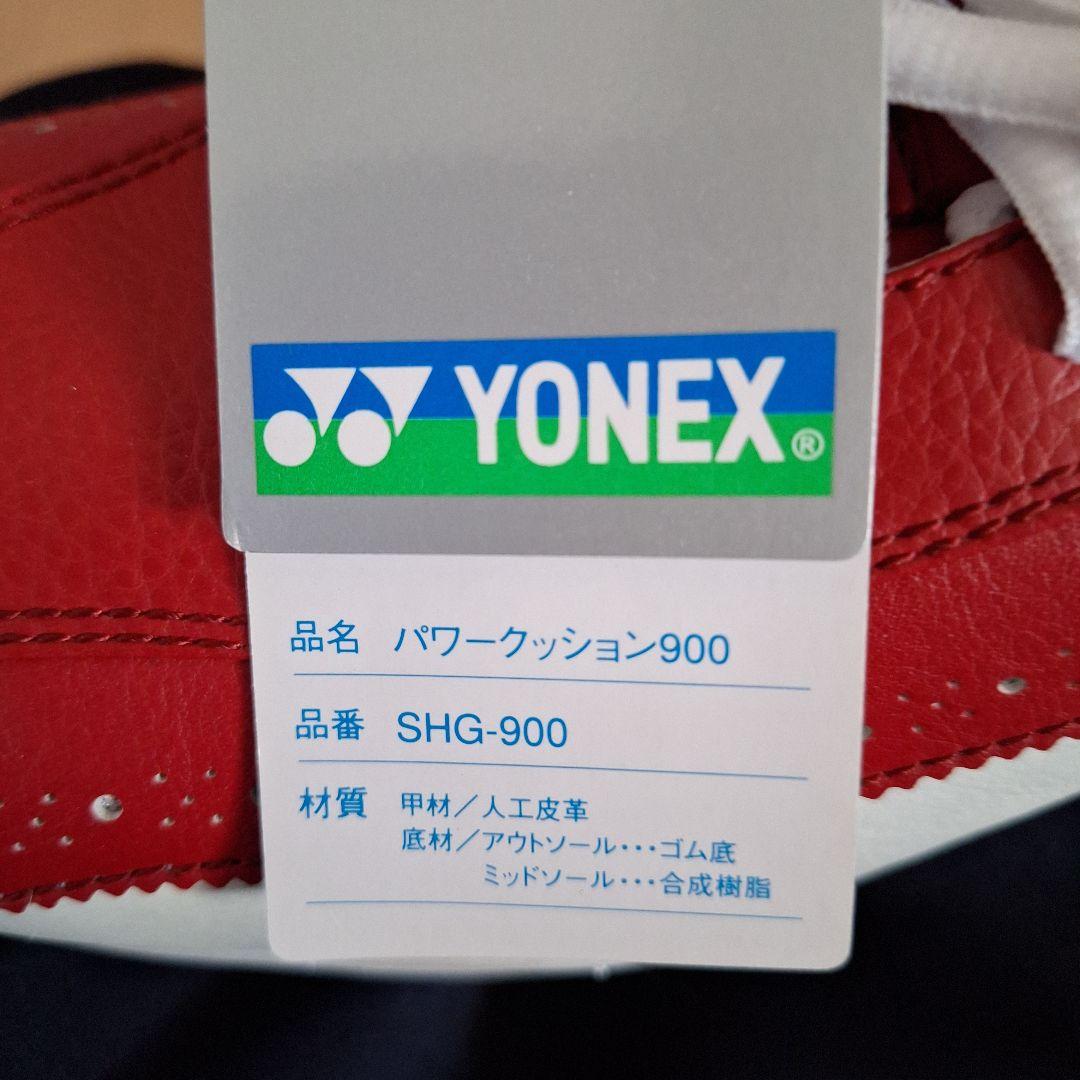 YONEX®
品名 パワークッション900
品番 SHG-900
材質 甲材／人工皮革
底材／アウトソール･･･ゴム底
ミッドソール･･･合成樹脂